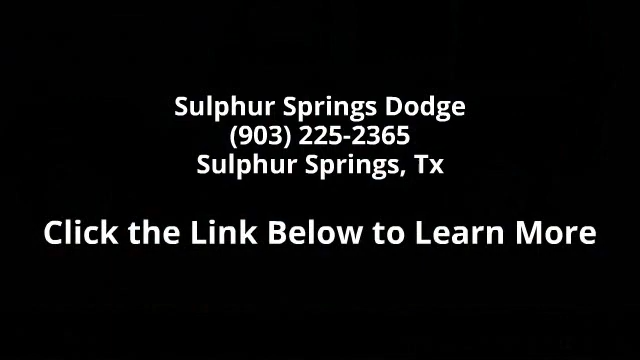 Sulphur Springs Dodge
(903) 225-2365
Sulphur Springs, Tx
Click the Link Below to Learn More